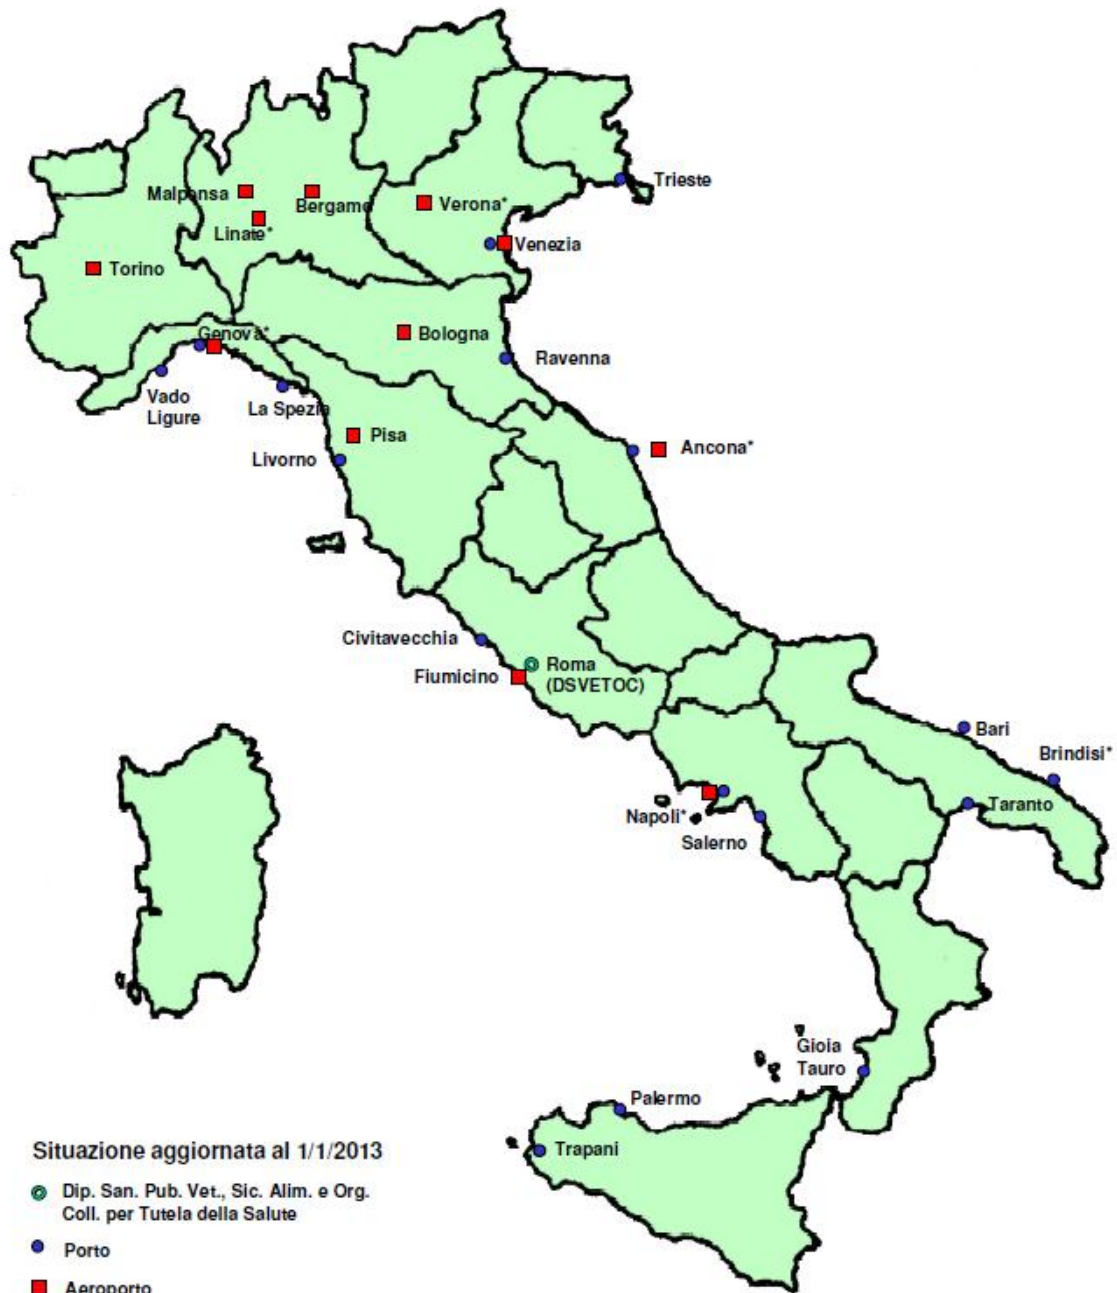 Trieste
Malpensa
Bergamo
Verona*
Linate*
Venezia
Torino
Genova*
Bologna
Ravenna
Vado
Ligure
La Spezia
Pisa
Ancona*
Livorno
Civitavecchia
Roma
(DSVETOC)
Fiumicino
Bari
Brindisi*
Taranto
Napoli*
Salerno
Gioia
Tauro
Palermo
Trapani
Situazione aggiornata al 1/1/2013
Dip. San. Pub. Vet., Sic. Alim. e Org.
Coll. per Tutela della Salute
Porto
Aeroporto